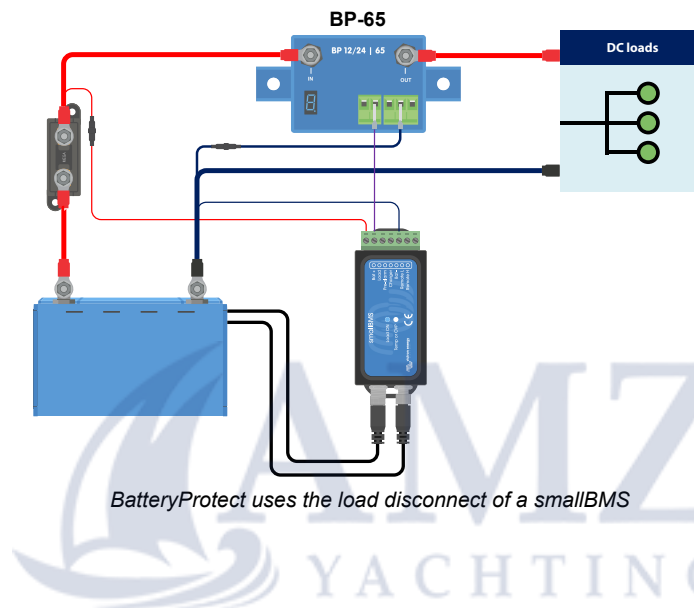 BP-65
BP 12/24 | 65
DC loads
IN
OUT
smallBMS
BatteryProtect uses the load disconnect of a smallBMS
AMZ
YACHTING